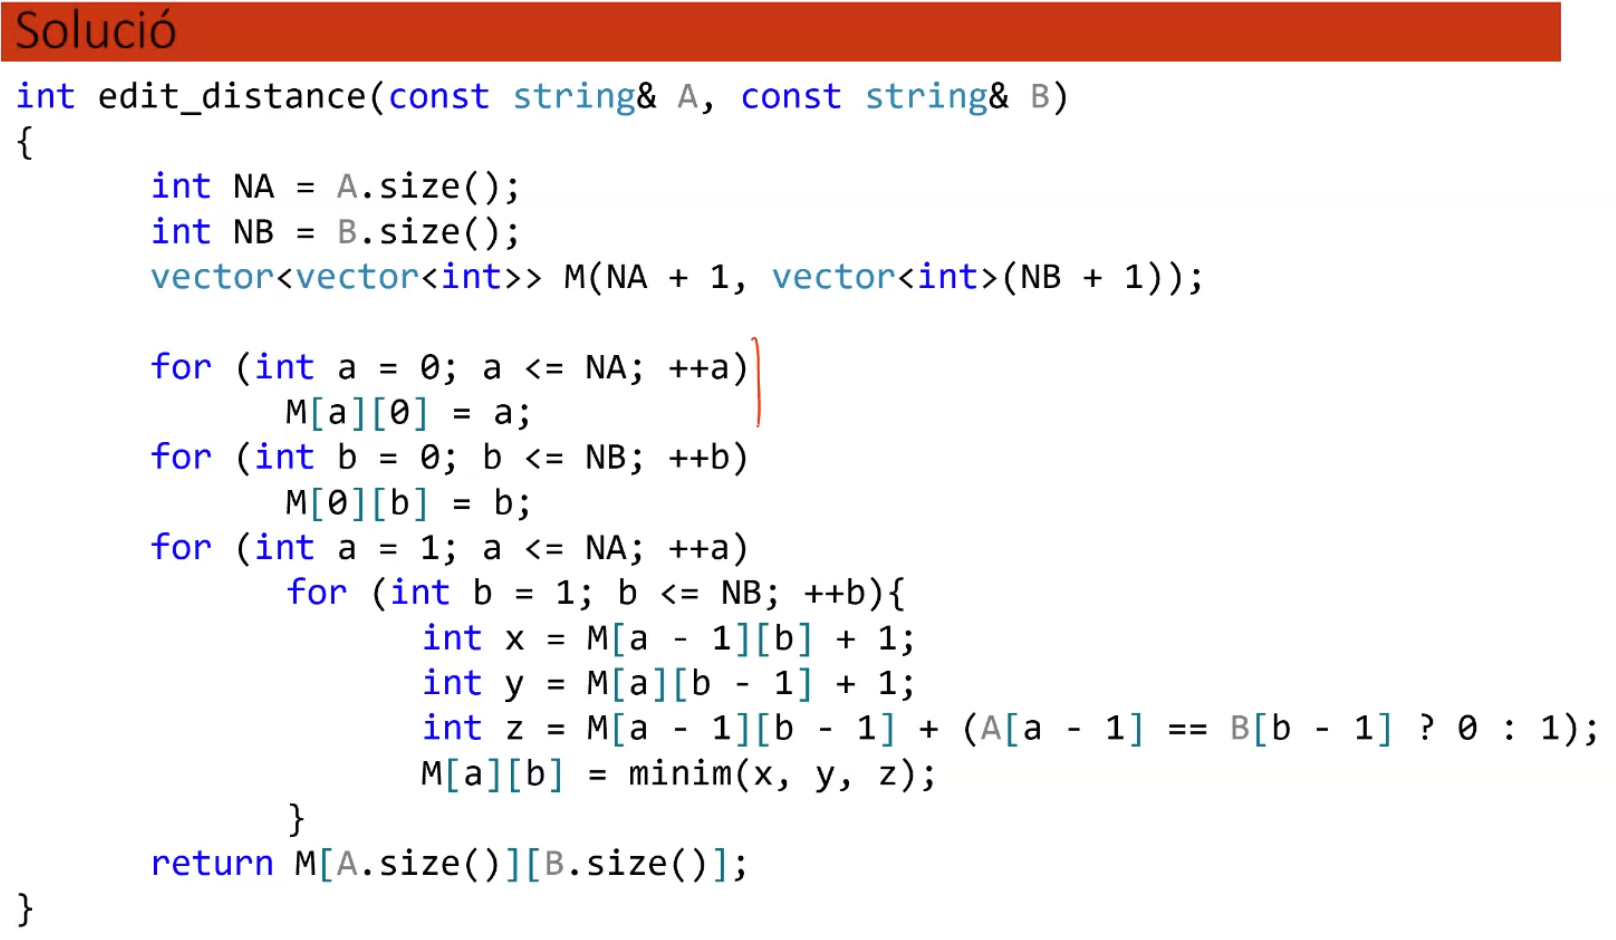 Solució
int edit_distance(const string& A, const string& B)
{
int NA = A.size();
int NB = B.size();
vector<vector<int>> M(NA + 1, vector<int>(NB + 1));
for (int a = 0; a <= NA; ++a)
M[a][0] = a;
for (int b = 0; b <= NB; ++b)
M[0][b] = b;
for (int a = 1; a <= NA; ++a)
for (int b = 1; b <= NB; ++b){
int x = M[a - 1][b] + 1;
int y = M[a][b - 1] + 1;
int z = M[a - 1][b - 1] + (A[a - 1] == B[b - 1] ? 0 : 1);
M[a][b] = minim(x, y, z);
}
return M[A.size()][B.size()];
}